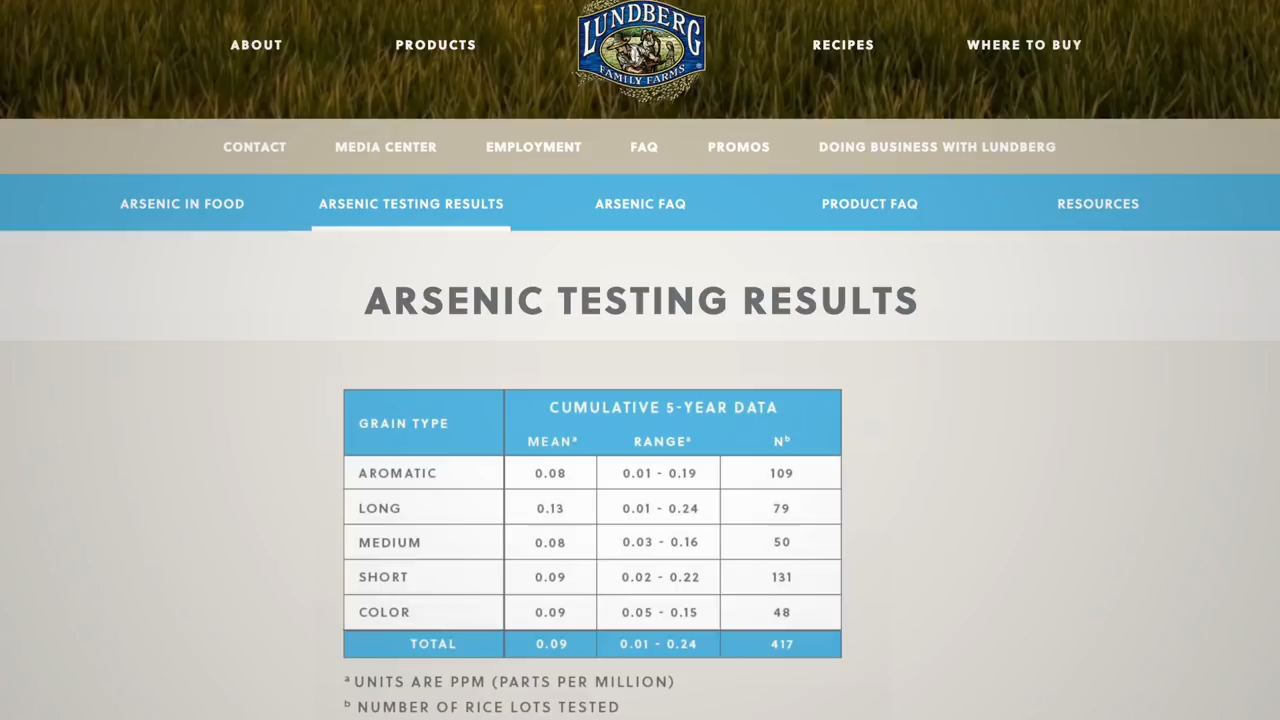 LUNDBERG
FAMILY FARMS
ABOUT PRODUCTS RECIPES WHERE TO BUY
CONTACT MEDIA CENTER EMPLOYMENT FAQ PROMOS DOING BUSINESS WITH LUNDBERG
ARSENIC IN FOOD ARSENIC TESTING RESULTS ARSENIC FAQ PRODUCT FAQ RESOURCES
ARSENIC TESTING RESULTS
GRAIN TYPE CUMULATIVE 5-YEAR DATA
MEANᵃ RANGEᵃ Nᵇ
AROMATIC 0.08 0.01 - 0.19 109
LONG 0.13 0.01 - 0.24 79
MEDIUM 0.08 0.03 - 0.16 50
SHORT 0.09 0.02 - 0.22 131
COLOR 0.09 0.05 - 0.15 48
TOTAL 0.09 0.01 - 0.24 417
ᵃ UNITS ARE PPM (PARTS PER MILLION)
ᵇ NUMBER OF RICE LOTS TESTED